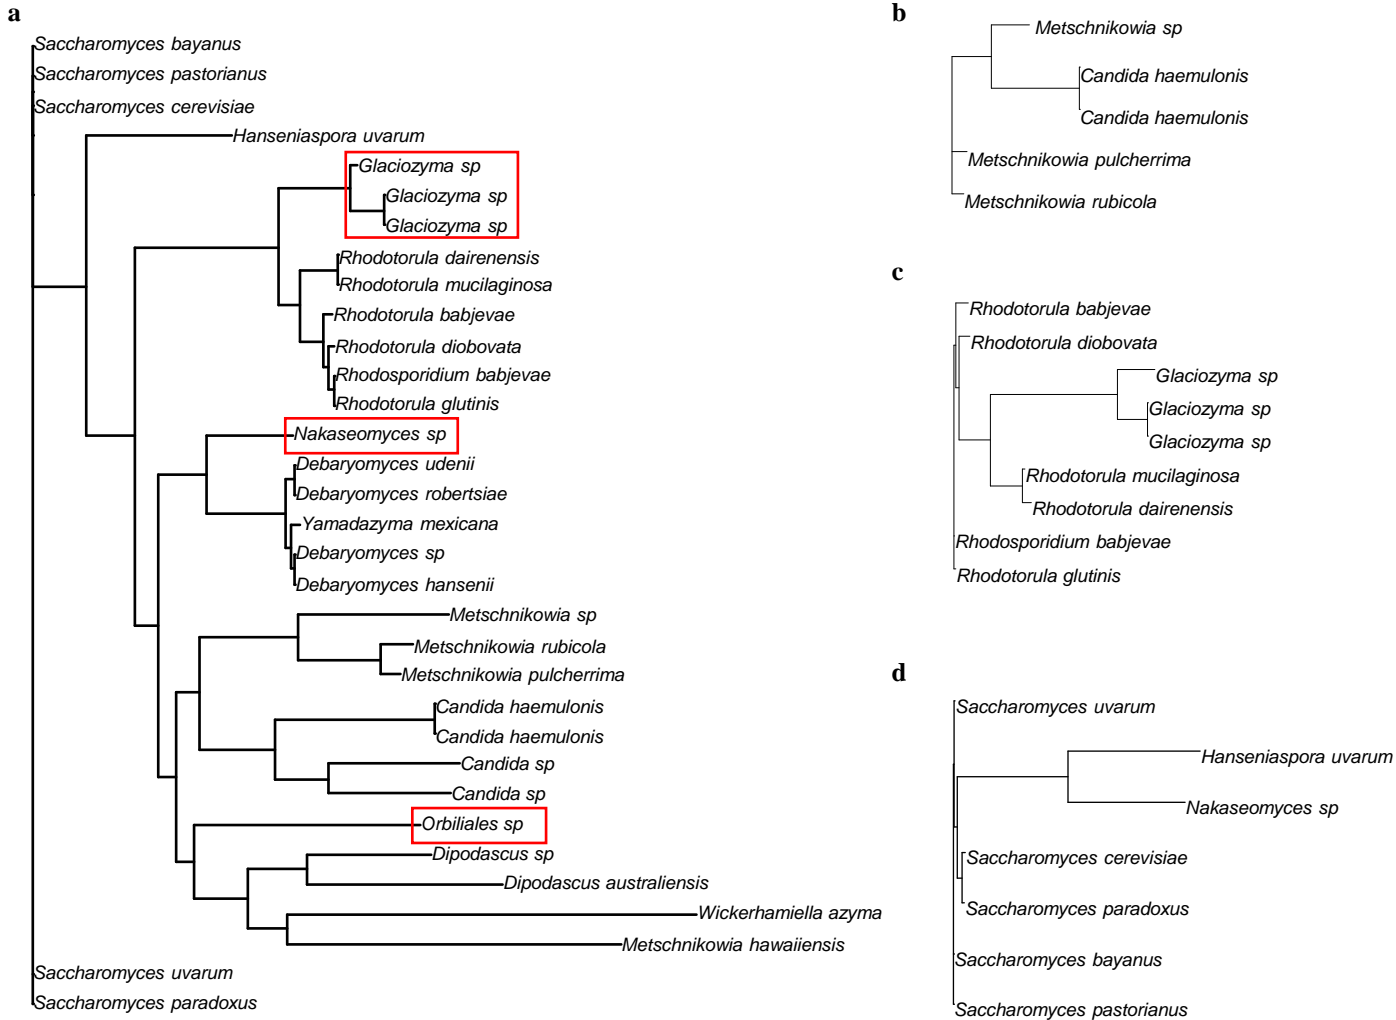 a
Saccharomyces bayanus
Saccharomyces pastorianus
Saccharomyces cerevisiae
Hanseniaspora uvarum
Glaciozyma sp
Glaciozyma sp
Glaciozyma sp
Rhodotorula dairenensis
Rhodotorula mucilaginosa
Rhodotorula babjevae
Rhodotorula diobovata
Rhodosporidium babjevae
Rhodotorula glutinis
Nakaseomyces sp
Debaryomyces udenii
Debaryomyces robertsiae
Yamadazyma mexicana
Debaryomyces sp
Debaryomyces hansenii
Metschnikowia sp
Metschnikowia rubicola
Metschnikowia pulcherrima
Candida haemulonis
Candida haemulonis
Candida sp
Candida sp
Orbiliales sp
Dipodascus sp
Dipodascus australiensis
Wickerhamiella azyma
Metschnikowia hawaiiensis
Saccharomyces uvarum
Saccharomyces paradoxus
b
Metschnikowia sp
Candida haemulonis
Candida haemulonis
Metschnikowia pulcherrima
Metschnikowia rubicola
c
Rhodotorula babjevae
Rhodotorula diobovata
Glaciozyma sp
Glaciozyma sp
Glaciozyma sp
Rhodotorula mucilaginosa
Rhodotorula dairenensis
Rhodosporidium babjevae
Rhodotorula glutinis
d
Saccharomyces uvarum
Hanseniaspora uvarum
Nakaseomyces sp
Saccharomyces cerevisiae
Saccharomyces paradoxus
Saccharomyces bayanus
Saccharomyces pastorianus